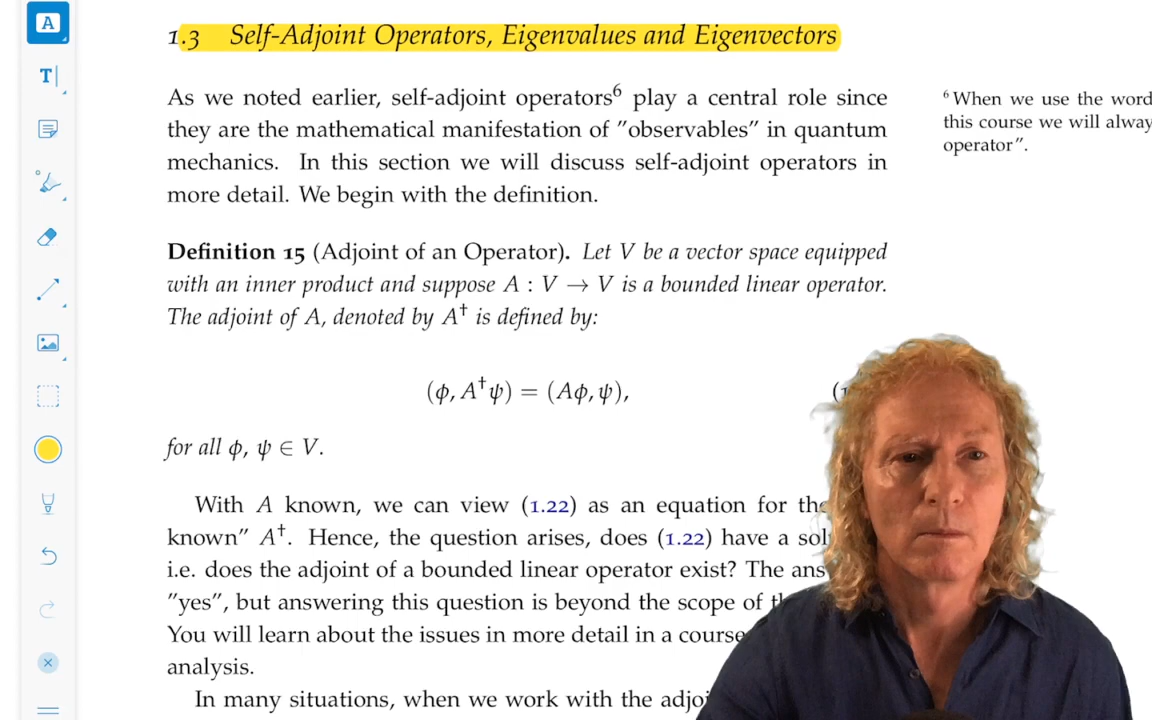 1.3 Self-Adjoint Operators, Eigenvalues and Eigenvectors
As we noted earlier, self-adjoint operators⁶ play a central role since
they are the mathematical manifestation of ”observables” in quantum
mechanics. In this section we will discuss self-adjoint operators in
more detail. We begin with the definition.
⁶ When we use the word
this course we will alway
operator”.
Definition 15 (Adjoint of an Operator). Let V be a vector space equipped
with an inner product and suppose A : V → V is a bounded linear operator.
The adjoint of A, denoted by A† is defined by:
(ϕ, A†ψ) = (Aϕ, ψ),
for all ϕ, ψ ∈ V.
With A known, we can view (1.22) as an equation for the
known” A†. Hence, the question arises, does (1.22) have a sol
i.e. does the adjoint of a bounded linear operator exist? The ans
”yes”, but answering this question is beyond the scope of
You will learn about the issues in more detail in a course
analysis.
In many situations, when we work with the adjo
A
T